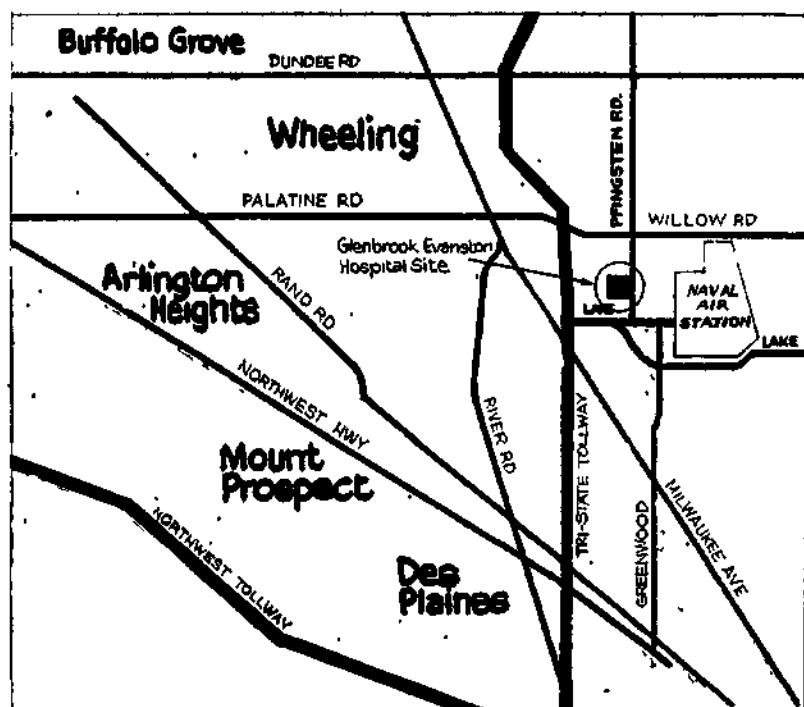 Buffalo Grove
DUNDEE RD
Wheeling
PFINGSTEN RD.
PALATINE RD
WILLOW RD
Glenbrook Evanston
Hospital Site
Arlington
Heights
RAND RD
NAVAL
AIR
STATION
LAKE
LAKE
NORTHWEST HWY
RIVER RD
TRI-STATE TOLLWAY
Mount
Prospect
GREENWOOD
MILWAUKEE AVE
NORTHWEST TOLLWAY
Des
Plaines